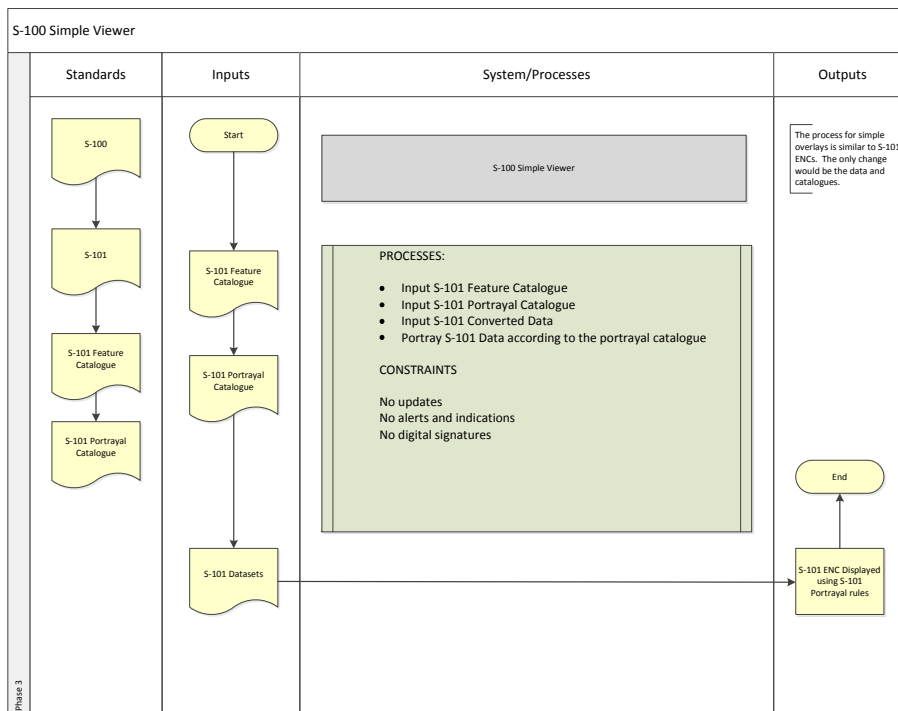 S-100 Simple Viewer
Standards
Inputs
System/Processes
Outputs
S-100
S-101
S-101 Feature
Catalogue
S-101 Portrayal
Catalogue
Start
S-101 Feature
Catalogue
S-101 Portrayal
Catalogue
S-101 Datasets
S-100 Simple Viewer
PROCESSES:
• Input S-101 Feature Catalogue
• Input S-101 Portrayal Catalogue
• Input S-101 Converted Data
• Portray S-101 Data according to the portrayal catalogue
CONSTRAINTS
No updates
No alerts and indications
No digital signatures
The process for simple
overlays is similar to S-101
ENCs. The only change
would be the data and
catalogues.
End
S-101 ENC Displayed
using S-101
Portrayal rules
Phase 3